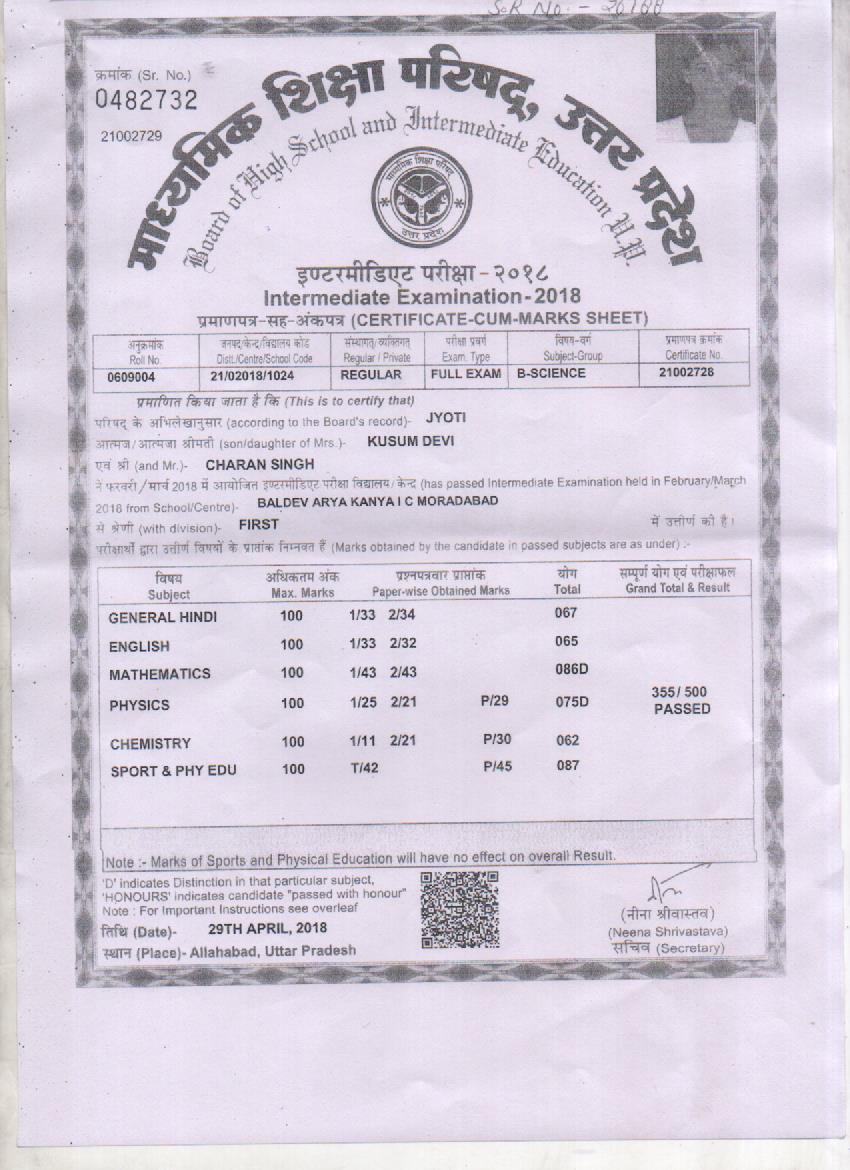 SR No:- 26188
क्रमांक (Sr. No.)
0482732
21002729
माध्यमिक शिक्षा परिषद्, उत्तर प्रदेश
Board of High School and Intermediate Education U.P.
माध्यमिक शिक्षा परिषद्
उत्तर प्रदेश
इण्टरमीडिएट परीक्षा-२०१८
Intermediate Examination-2018
प्रमाणपत्र-सह-अंकपत्र (CERTIFICATE-CUM-MARKS SHEET)
अनुक्रमांक जनपद/केन्द्र/विद्यालय कोड संस्थागत/व्यक्तिगत परीक्षा प्रवर्ग विषय-वर्ग प्रमाणपत्र क्रमांक
Roll No. Distt./Centre/School Code Regular / Private Exam. Type Subject-Group Certificate No.
0609004 21/02018/1024 REGULAR FULL EXAM B-SCIENCE 21002728
प्रमाणित किया जाता है कि (This is to certify that)
परिषद के अभिलेखानुसार (according to the Board's record)- JYOTI
आत्मज/आत्मजा श्रीमती (son/daughter of Mrs.)- KUSUM DEVI
एवं श्री (and Mr.)- CHARAN SINGH
ने फरवरी/मार्च 2018 में आयोजित इण्टरमीडिएट परीक्षा विद्यालय/केन्द्र (has passed Intermediate Examination held in February/March
2018 from School/Centre)- BALDEV ARYA KANYA I C MORADABAD
से श्रेणी (with division)- FIRST में उत्तीर्ण की है।
परीक्षार्थी द्वारा उत्तीर्ण विषयों के प्राप्तांक निम्नवत हैं (Marks obtained by the candidate in passed subjects are as under) :-
विषय अधिकतम अंक प्रश्नपत्रवार प्राप्तांक योग सम्पूर्ण योग एवं परीक्षाफल
Subject Max. Marks Paper-wise Obtained Marks Total Grand Total & Result
GENERAL HINDI 100 1/33 2/34 067
ENGLISH 100 1/33 2/32 065
MATHEMATICS 100 1/43 2/43 086D
PHYSICS 100 1/25 2/21 P/29 075D 355/ 500
PASSED
CHEMISTRY 100 1/11 2/21 P/30 062
SPORT & PHY EDU 100 T/42 P/45 087
Note :- Marks of Sports and Physical Education will have no effect on overall Result.
'D' indicates Distinction in that particular subject,
'HONOURS' indicates candidate "passed with honour"
Note : For Important Instructions see overleaf
तिथि (Date)- 29TH APRIL, 2018
स्थान (Place)- Allahabad, Uttar Pradesh
(नीना श्रीवास्तव)
(Neena Shrivastava)
सचिव (Secretary)